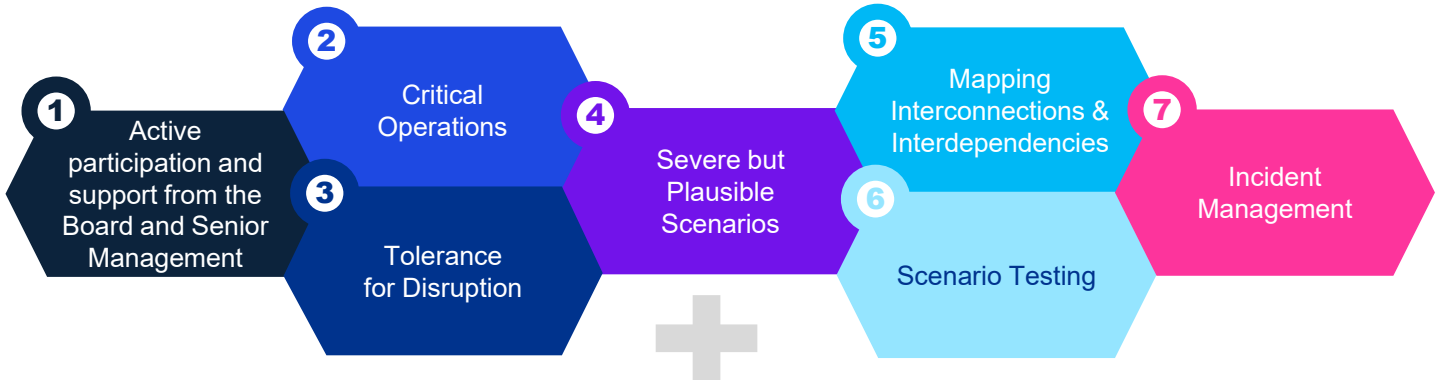 1
Active
participation and
support from the
Board and Senior
Management
2
Critical
Operations
3
Tolerance
for Disruption
4
Severe but
Plausible
Scenarios
5
Mapping
Interconnections &
Interdependencies
6
Scenario Testing
7
Incident
Management